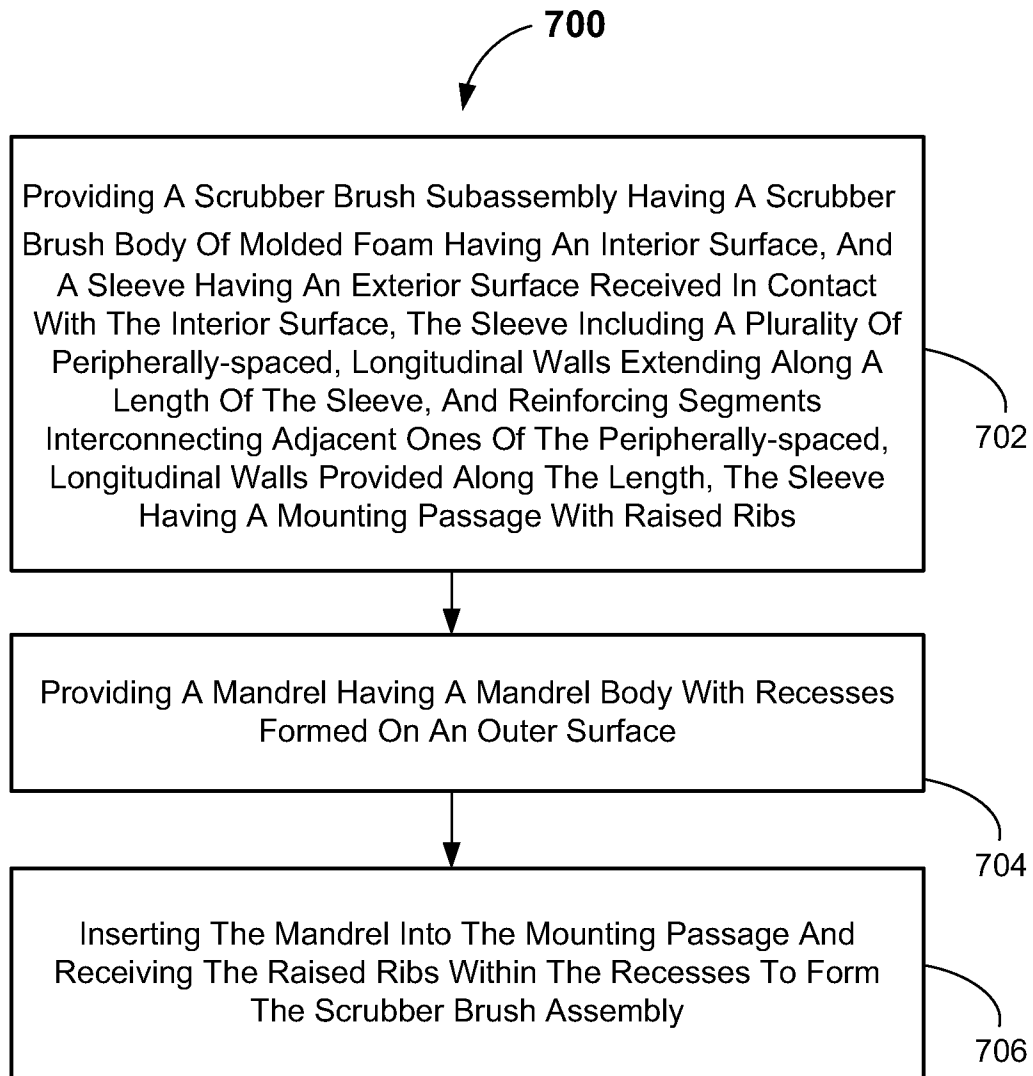 700
Providing A Scrubber Brush Subassembly Having A Scrubber
Brush Body Of Molded Foam Having An Interior Surface, And
A Sleeve Having An Exterior Surface Received In Contact
With The Interior Surface, The Sleeve Including A Plurality Of
Peripherally-spaced, Longitudinal Walls Extending Along A
Length Of The Sleeve, And Reinforcing Segments
Interconnecting Adjacent Ones Of The Peripherally-spaced,
Longitudinal Walls Provided Along The Length, The Sleeve
Having A Mounting Passage With Raised Ribs
702
Providing A Mandrel Having A Mandrel Body With Recesses
Formed On An Outer Surface
704
Inserting The Mandrel Into The Mounting Passage And
Receiving The Raised Ribs Within The Recesses To Form
The Scrubber Brush Assembly
706